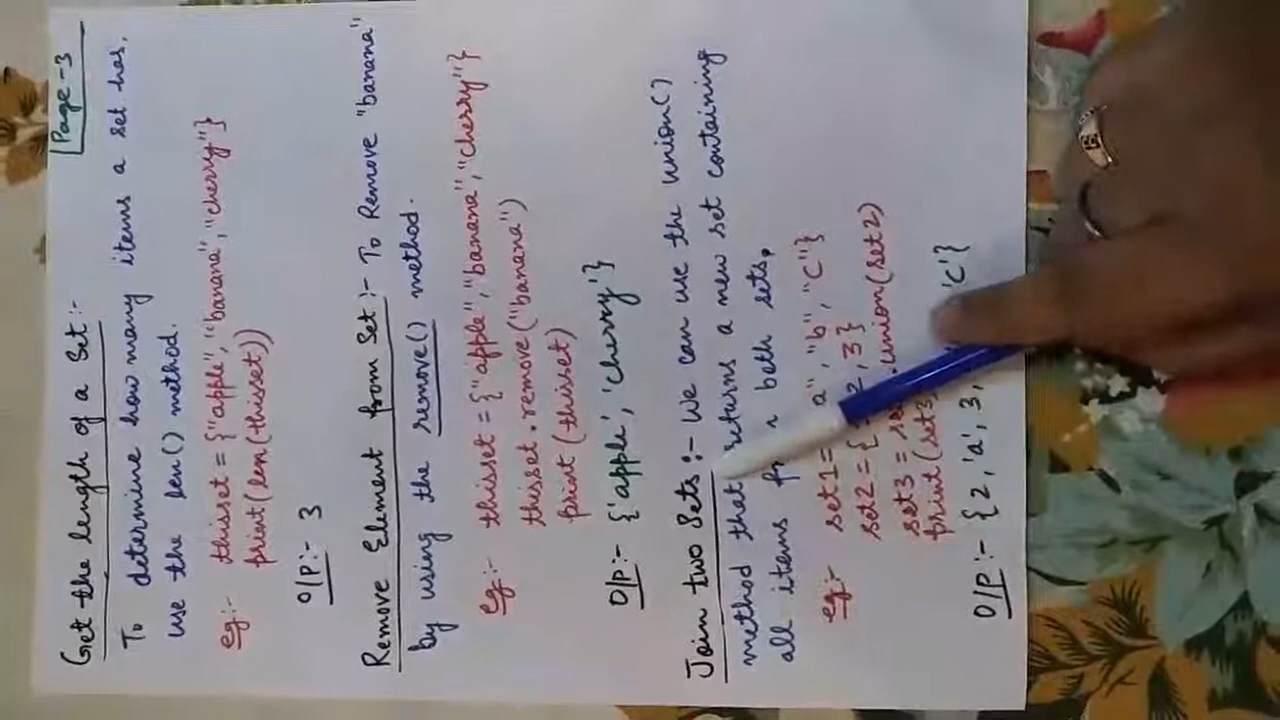 Page-3
Get the length of a Set:-
To determine how many items a set has,
use the len() method.
eg:- thisset = {"apple", "banana", "cherry"}
print(len(thisset))
O/P:- 3
Remove Element from Set:- To Remove "banana"
by using the remove() method.
eg:- thisset = {"apple", "banana", "cherry"}
thisset.remove("banana")
print(thisset)
O/P:- {'apple', 'cherry'}
Join two Sets:- We can use the union()
method that returns a new set containing
all items both sets,
eg:- set1= a", "b", "c"}
set2={ 2, 3}
set3 = .union(set2)
print(set3
O/P:- {2, 'a', 3, 'c'}